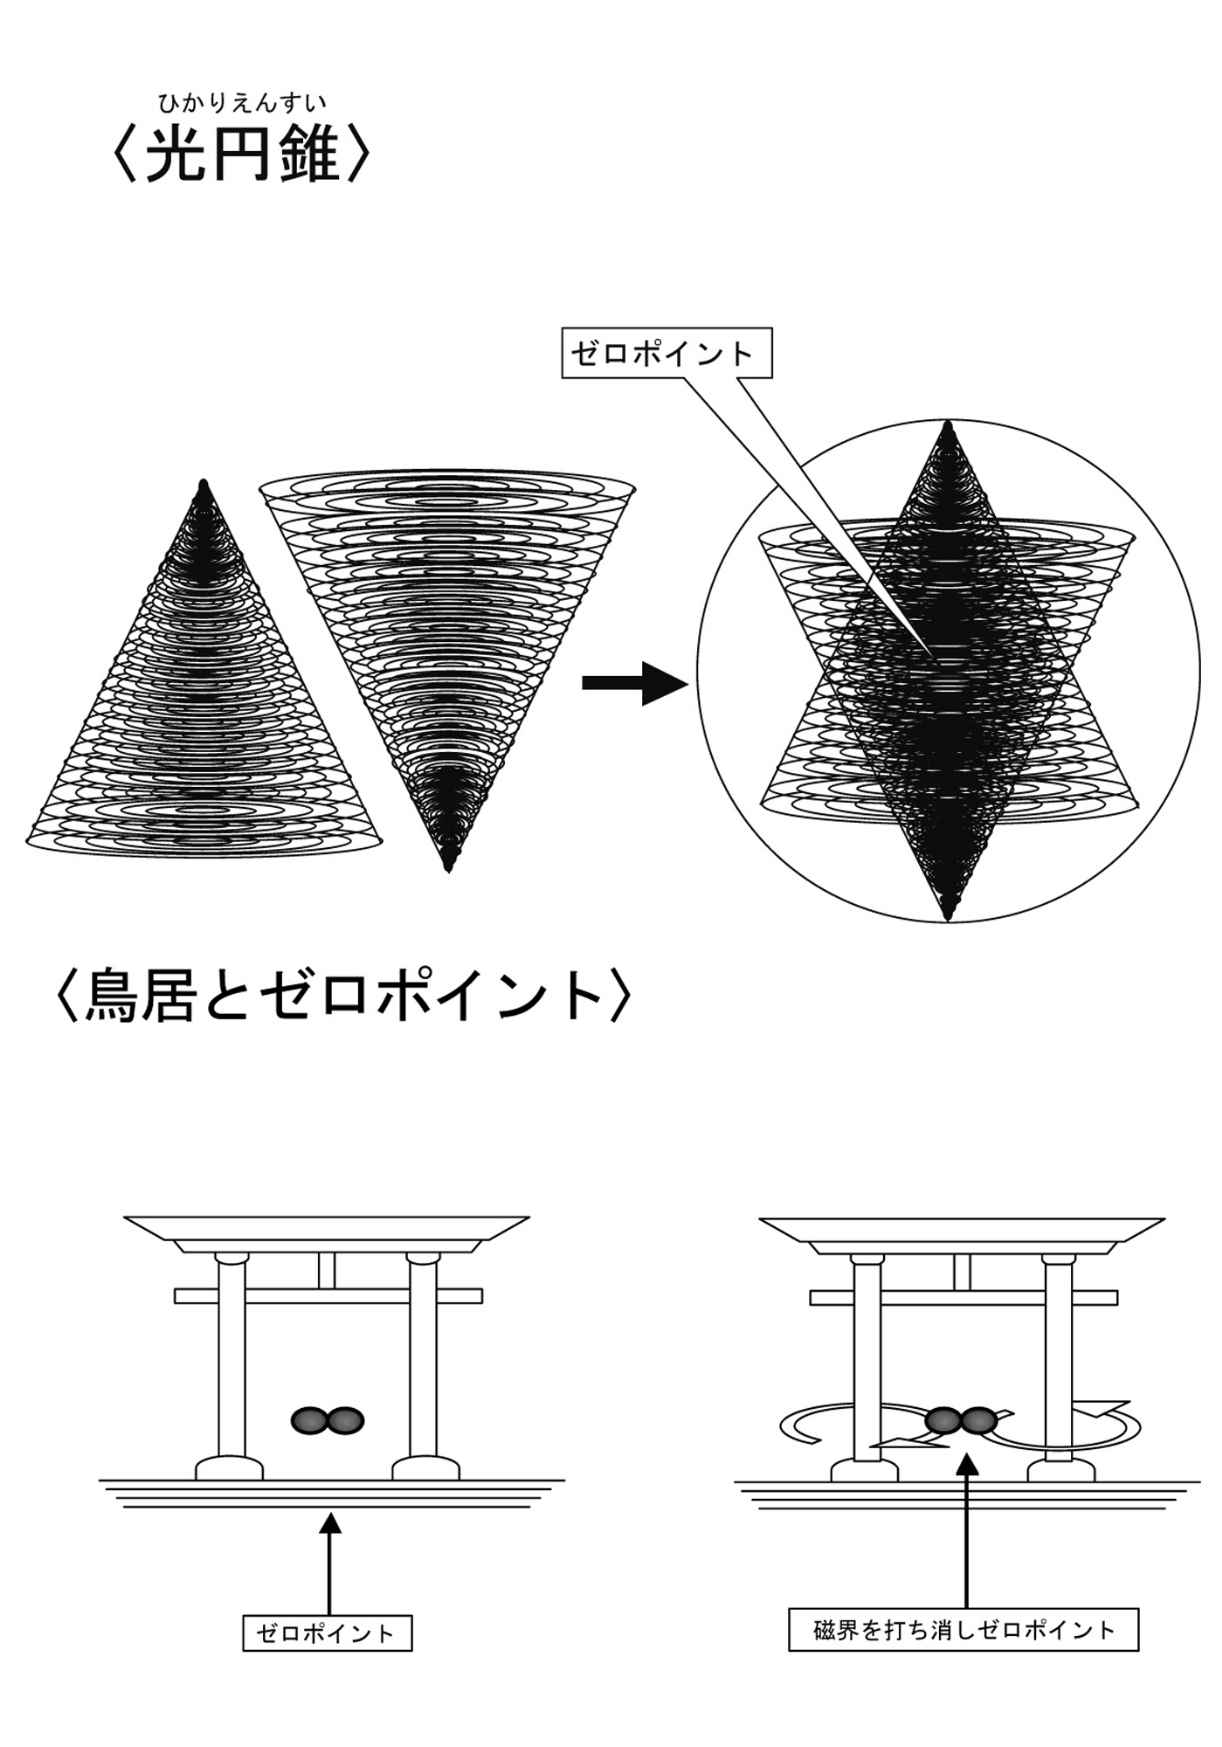 ひかりえんすい
〈光円錐〉
ゼロポイント
〈鳥居とゼロポイント〉
ゼロポイント
磁界を打ち消しゼロポイント